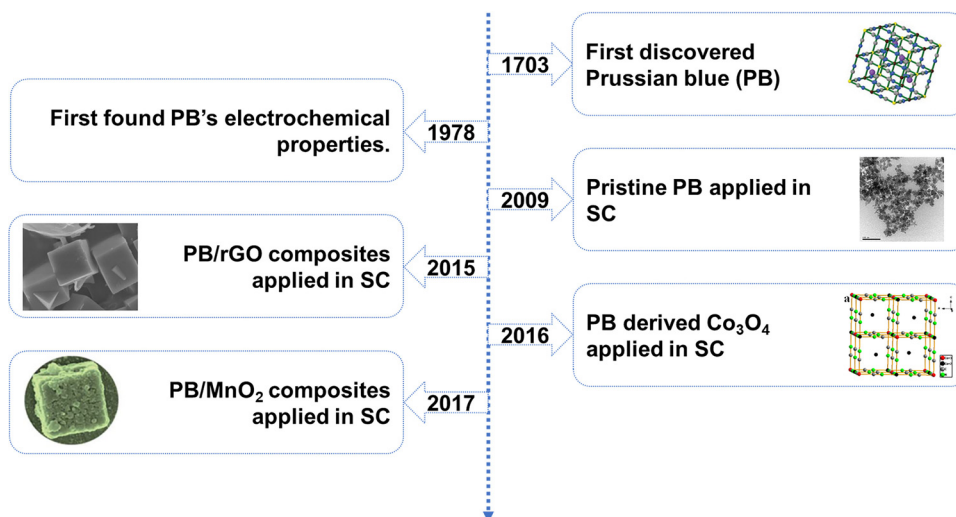 1703
First discovered
Prussian blue (PB)
First found PB’s electrochemical
properties.
1978
2009
Pristine PB applied in
SC
PB/rGO composites
applied in SC
2015
2016
PB derived Co₃O₄
applied in SC
a
PB/MnO₂ composites
applied in SC
2017